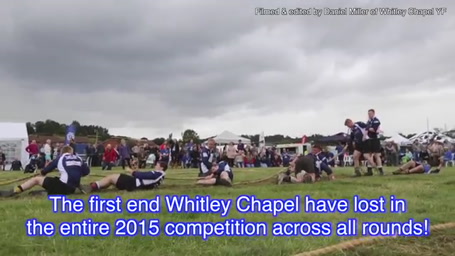 Filmed & edited by Daniel Miller of Whitley Chapel YF
The first end Whitley Chapel have lost in
the entire 2015 competition across all rounds!